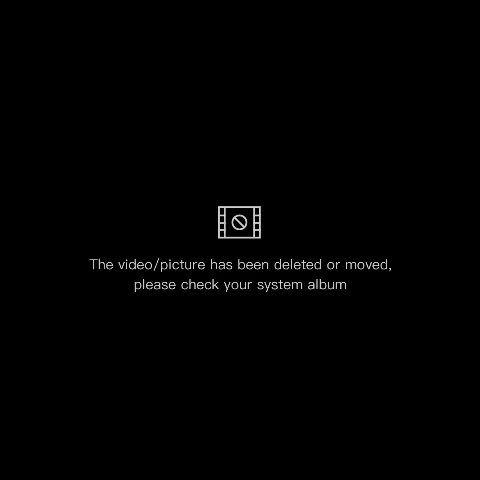 The video/picture has been deleted or moved,
please check your system album